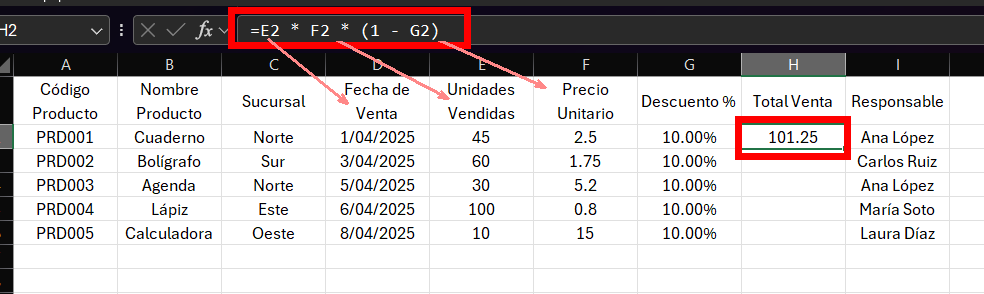 H2 fx =E2 * F2 * (1 - G2)
A B C D E F G H I
Código Producto Nombre Producto Sucursal Fecha de Venta Unidades Vendidas Precio Unitario Descuento % Total Venta Responsable
PRD001 Cuaderno Norte 1/04/2025 45 2.5 10.00% 101.25 Ana López
PRD002 Bolígrafo Sur 3/04/2025 60 1.75 10.00% Carlos Ruiz
PRD003 Agenda Norte 5/04/2025 30 5.2 10.00% Ana López
PRD004 Lápiz Este 6/04/2025 100 0.8 10.00% María Soto
PRD005 Calculadora Oeste 8/04/2025 10 15 10.00% Laura Díaz